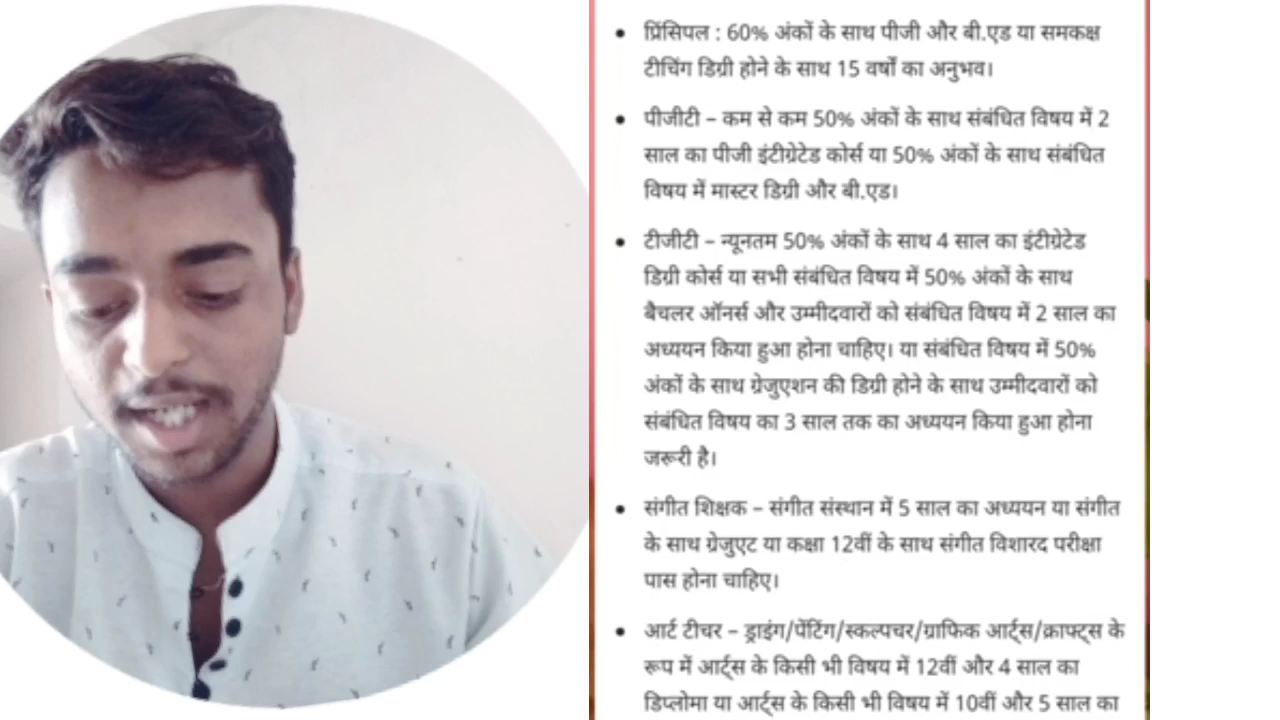 प्रिंसिपल : 60% अंकों के साथ पीजी और बी.एड या समकक्ष
टीचिंग डिग्री होने के साथ 15 वर्षों का अनुभव।
पीजीटी – कम से कम 50% अंकों के साथ संबंधित विषय में 2
साल का पीजी इंटीग्रेटेड कोर्स या 50% अंकों के साथ संबंधित
विषय में मास्टर डिग्री और बी.एड।
टीजीटी – न्यूनतम 50% अंकों के साथ 4 साल का इंटीग्रेटेड
डिग्री कोर्स या सभी संबंधित विषय में 50% अंकों के साथ
बैचलर ऑनर्स और उम्मीदवारों को संबंधित विषय में 2 साल का
अध्ययन किया हुआ होना चाहिए। या संबंधित विषय में 50%
अंकों के साथ ग्रेजुएशन की डिग्री होने के साथ उम्मीदवारों को
संबंधित विषय का 3 साल तक का अध्ययन किया हुआ होना
जरूरी है।
संगीत शिक्षक – संगीत संस्थान में 5 साल का अध्ययन या संगीत
के साथ ग्रेजुएट या कक्षा 12वीं के साथ संगीत विशारद परीक्षा
पास होना चाहिए।
आर्ट टीचर – ड्राइंग/पेंटिंग/स्कल्पचर/ग्राफिक आर्ट्स/क्राफ्ट्स के
रूप में आर्ट्स के किसी भी विषय में 12वीं और 4 साल का
डिप्लोमा या आर्ट्स के किसी भी विषय में 10वीं और 5 साल का